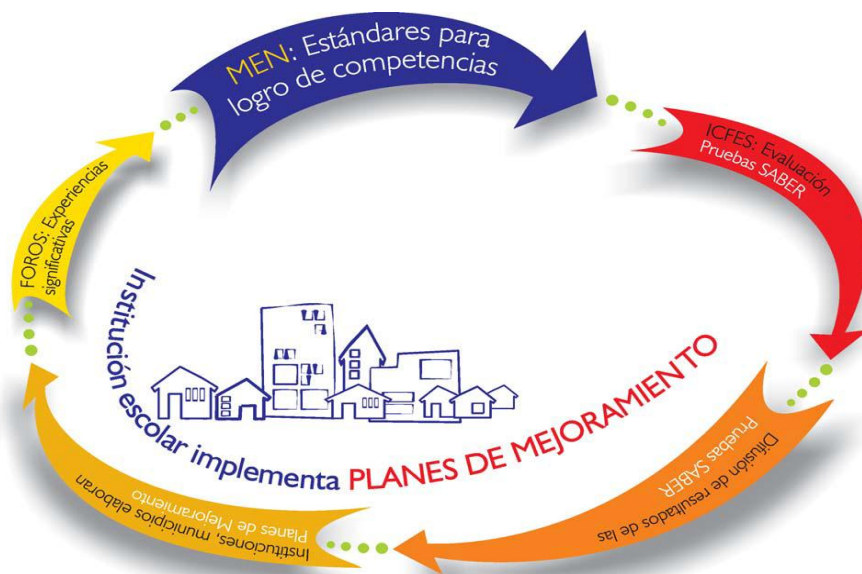 MEN: Estándares para
logro de competencias
ICFES: Evaluación
Pruebas SABER
Difusión de resultados de las
Pruebas SABER
Instituciones, municipios elaboran
Planes de Mejoramiento
FOROS: Experiencias
significativas
Institución escolar implementa PLANES DE MEJORAMIENTO